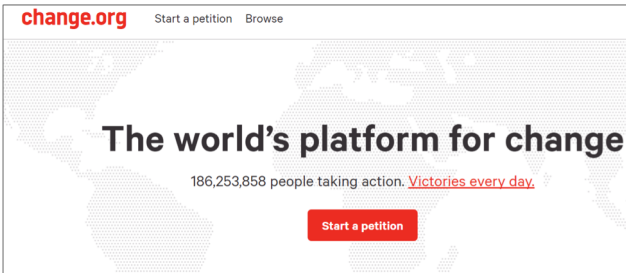 change.org Start a petition Browse
The world's platform for change
186,253,858 people taking action. Victories every day.
Start a petition